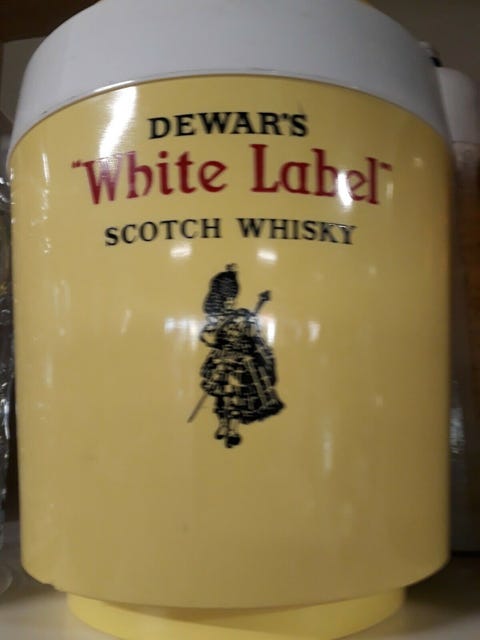 DEWAR'S
"White Label"
SCOTCH WHISKY